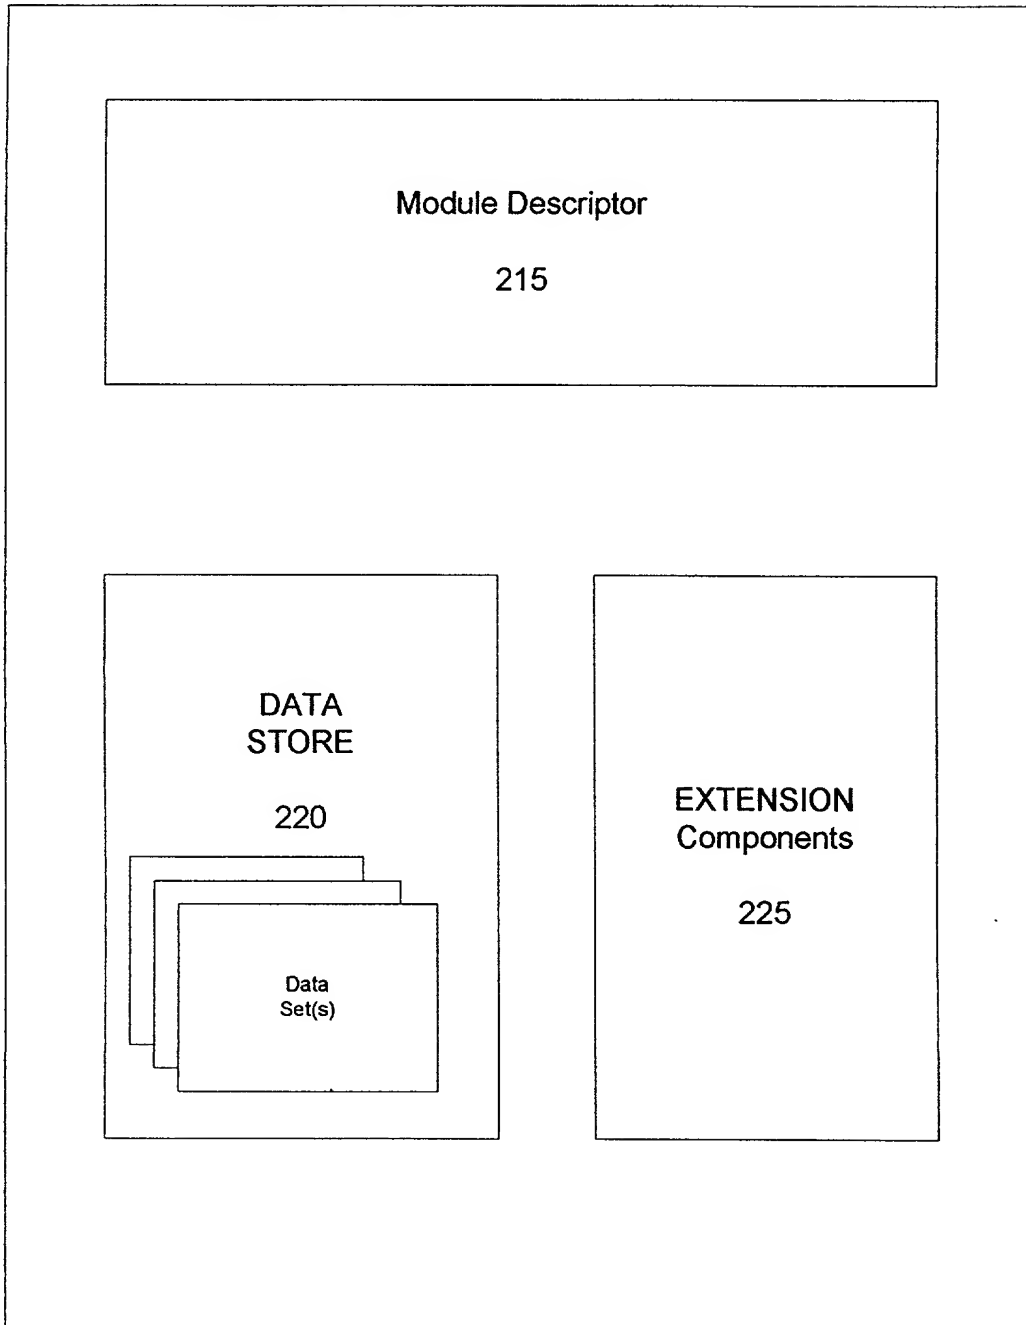 Module Descriptor
215
DATA
STORE
220
Data
Set(s)
EXTENSION
Components
225